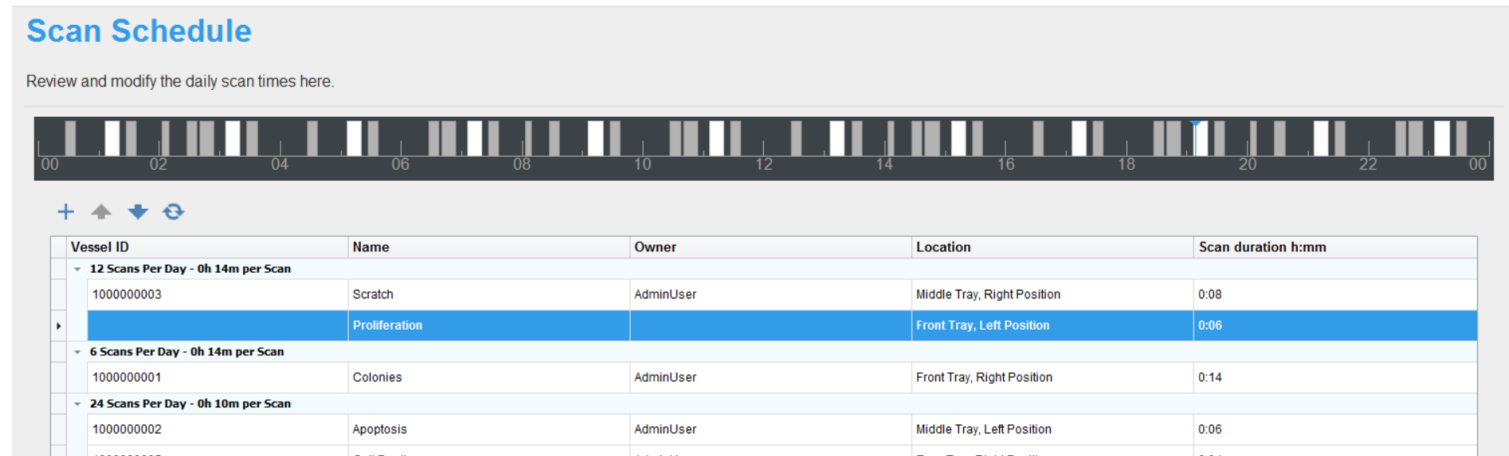 Scan Schedule
Review and modify the daily scan times here.
00 02 04 06 08 10 12 14 16 18 20 22 00
Vessel ID Name Owner Location Scan duration h:mm
12 Scans Per Day - 0h 14m per Scan
1000000003 Scratch AdminUser Middle Tray, Right Position 0:08
Proliferation Front Tray, Left Position 0:06
6 Scans Per Day - 0h 14m per Scan
1000000001 Colonies AdminUser Front Tray, Right Position 0:14
24 Scans Per Day - 0h 10m per Scan
1000000002 Apoptosis AdminUser Middle Tray, Left Position 0:06